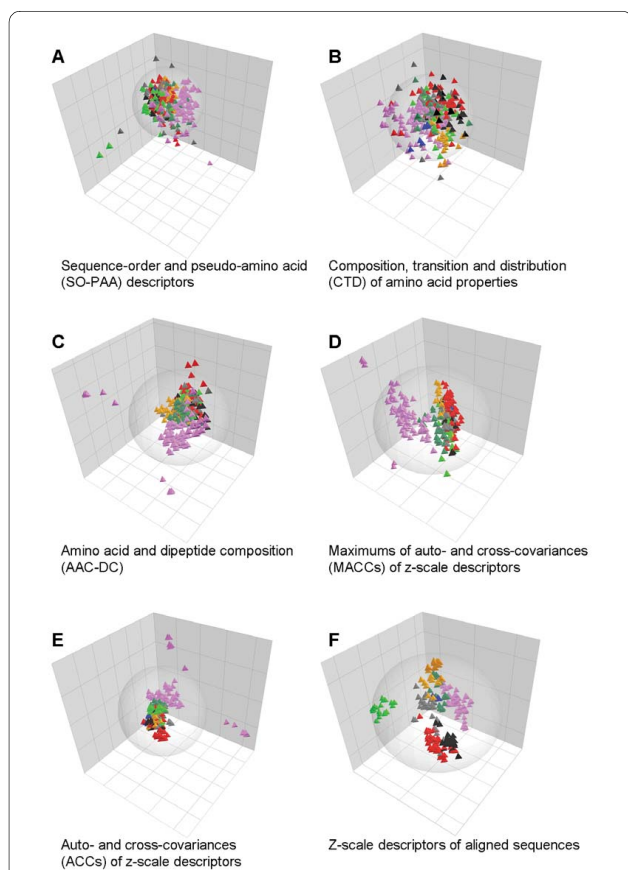 A
B
Sequence-order and pseudo-amino acid
(SO-PAA) descriptors
Composition, transition and distribution
(CTD) of amino acid properties
C
D
Amino acid and dipeptide composition
(AAC-DC)
Maximums of auto- and cross-covariances
(MACCs) of z-scale descriptors
E
F
Auto- and cross-covariances
(ACCs) of z-scale descriptors
Z-scale descriptors of aligned sequences